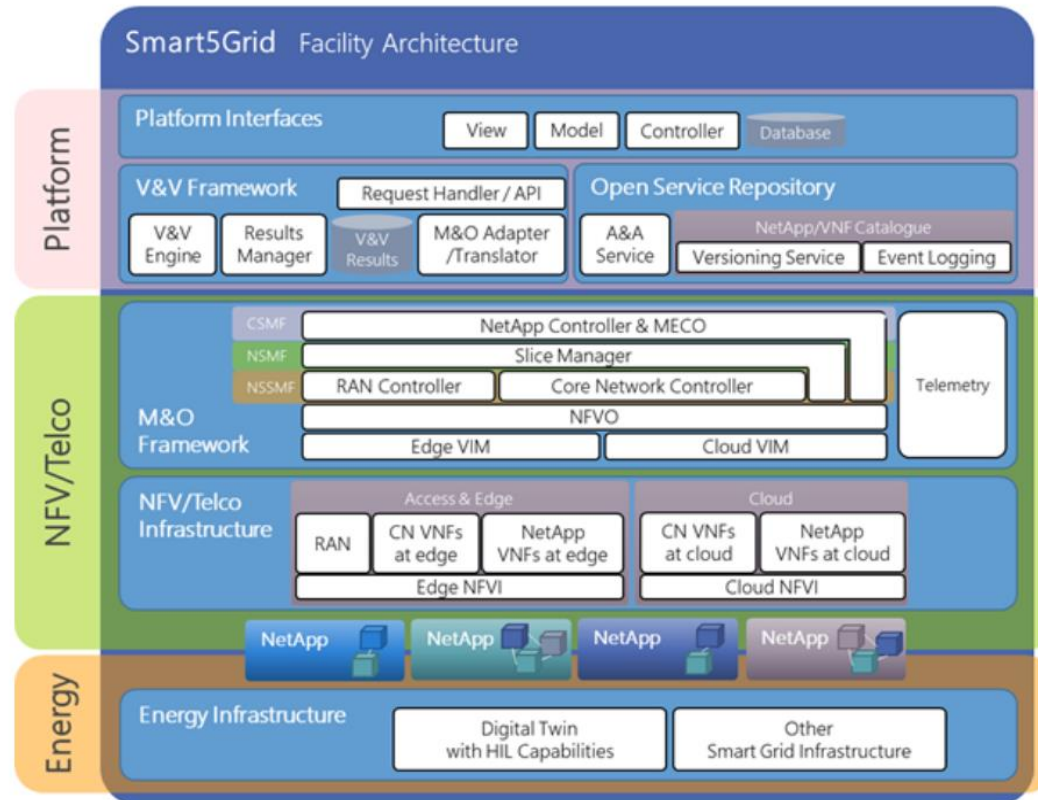 Smart5Grid Facility Architecture
Platform
Platform Interfaces
View
Model
Controller
Database
V&V Framework
Request Handler / API
V&V
Engine
Results
Manager
V&V
Results
M&O Adapter
/Translator
Open Service Repository
A&A
Service
NetApp/VNF Catalogue
Versioning Service
Event Logging
NFV/Telco
CSMF
NetApp Controller & MECO
NSMF
Slice Manager
NSSMF
RAN Controller
Core Network Controller
M&O
Framework
NFVO
Edge VIM
Cloud VIM
Telemetry
NFV/Telco
Infrastructure
Access & Edge
RAN
CN VNFs
at edge
NetApp
VNFs at edge
Edge NFVI
Cloud
CN VNFs
at cloud
NetApp
VNFs at cloud
Cloud NFVI
NetApp
NetApp
NetApp
NetApp
Energy
Energy Infrastructure
Digital Twin
with HIL Capabilities
Other
Smart Grid Infrastructure